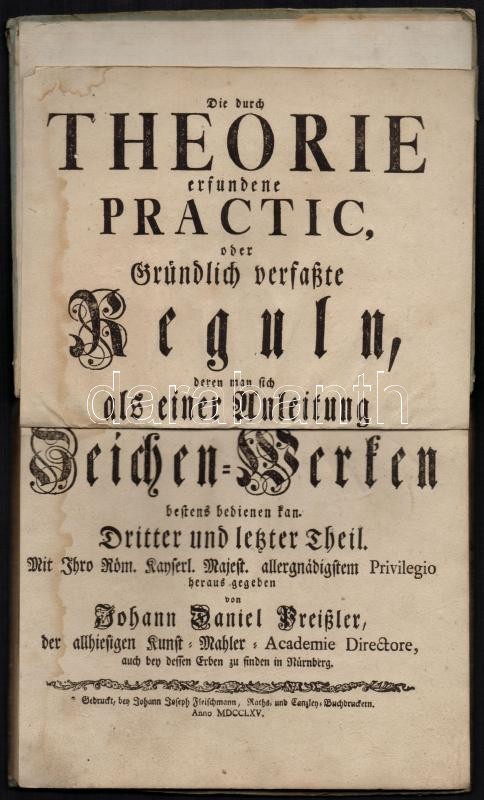 Die durch
THEORIE
erfundene
PRACTIC,
oder
Gründlich verfaßte
Reguln,
deren man sich
darabanth
als einer Anleitung
Zeichen-Werken
bestens bedienen kan.
Dritter und letzter Theil.
Mit Ihro Röm. Kayserl. Majest. allergnädigstem Privilegio
heraus gegeben
von
Johann Daniel Preißler,
der allhiesigen Kunst-Mahler-Academie Directore,
auch bey dessen Erben zu finden in Nürnberg.
Gedruckt, bey Johann Joseph Fleischmann, Raths- und Canzley-Buchdruckern.
Anno MDCCLXV.